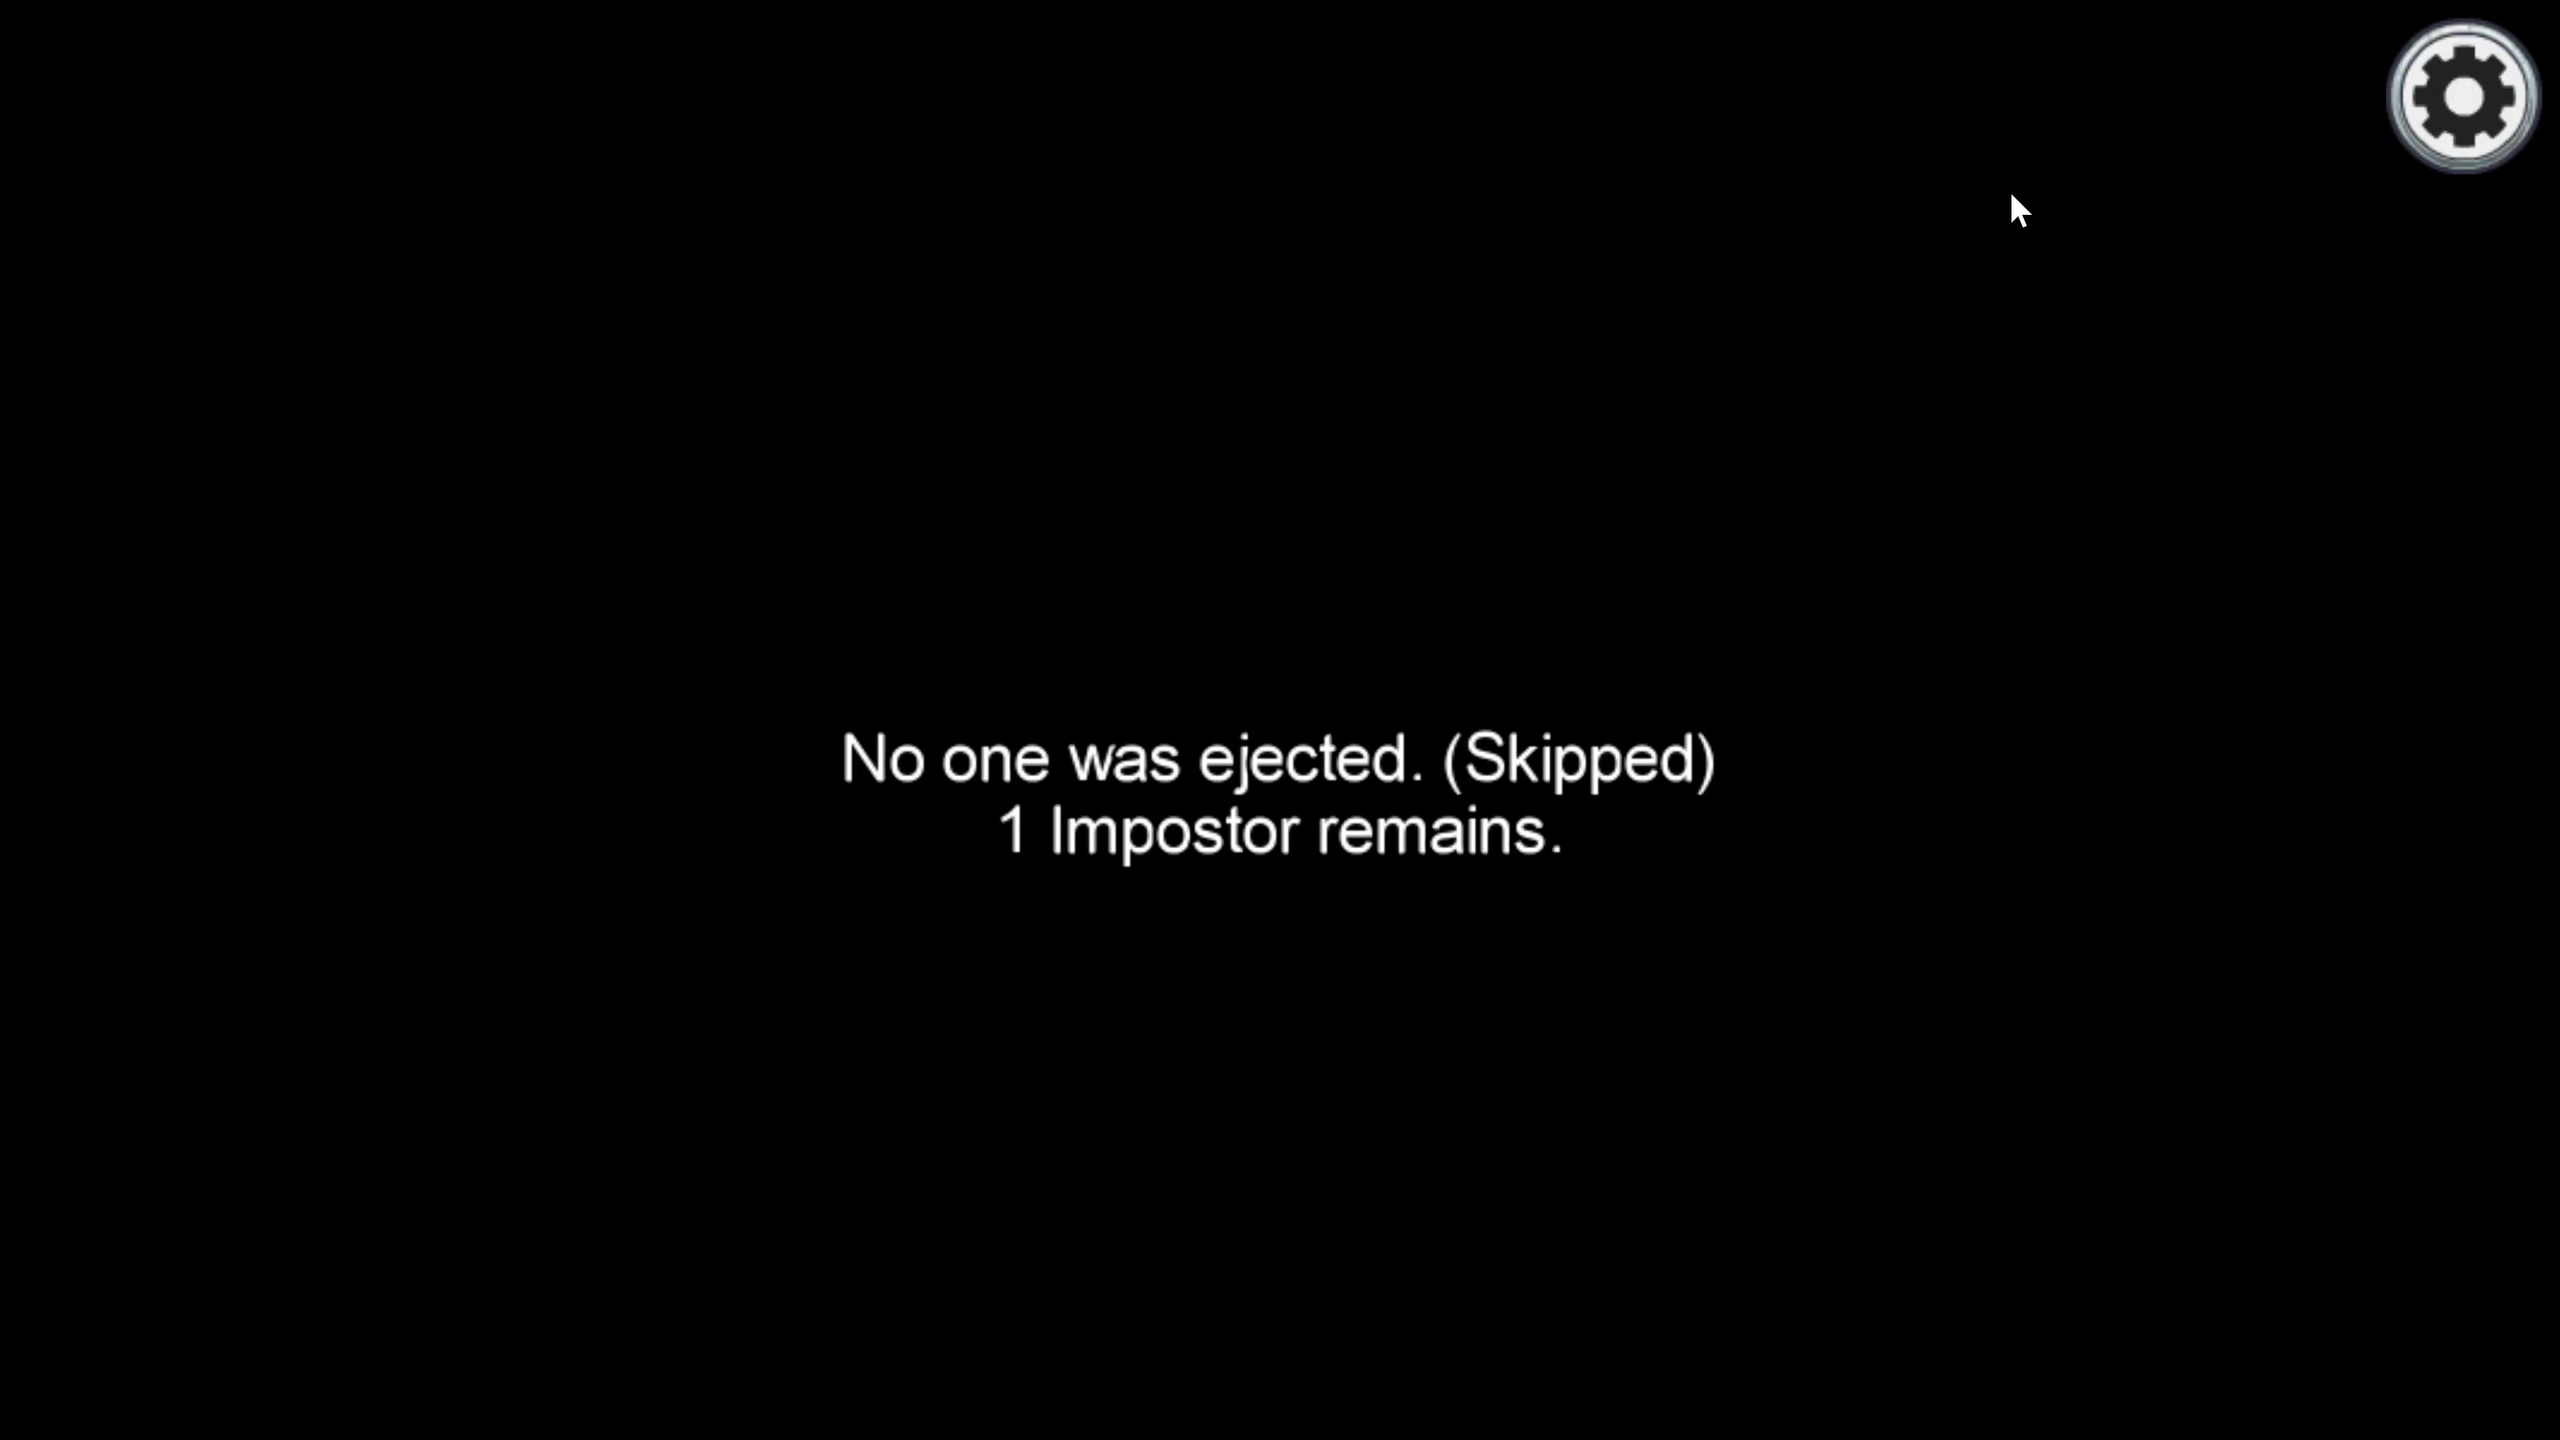 No one was ejected. (Skipped)
1 Impostor remains.